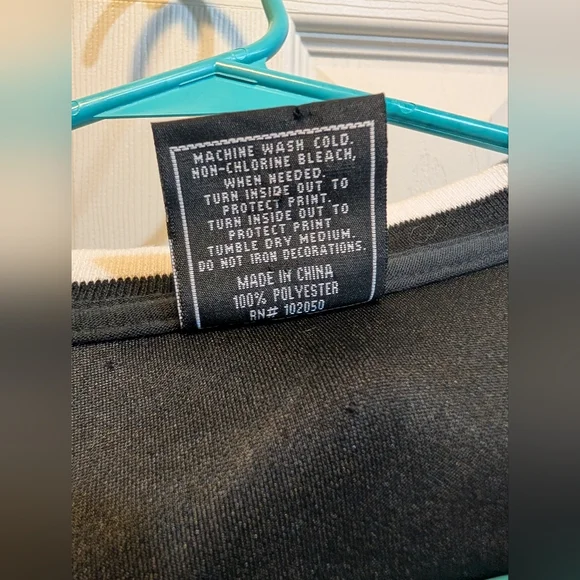 MACHINE WASH COLD.
NON-CHLORINE BLEACH,
WHEN NEEDED.
TURN INSIDE OUT TO
PROTECT PRINT.
TURN INSIDE OUT TO
PROTECT PRINT
TUMBLE DRY MEDIUM.
DO NOT IRON DECORATIONS.
MADE IN CHINA
100% POLYESTER
RN# 102050